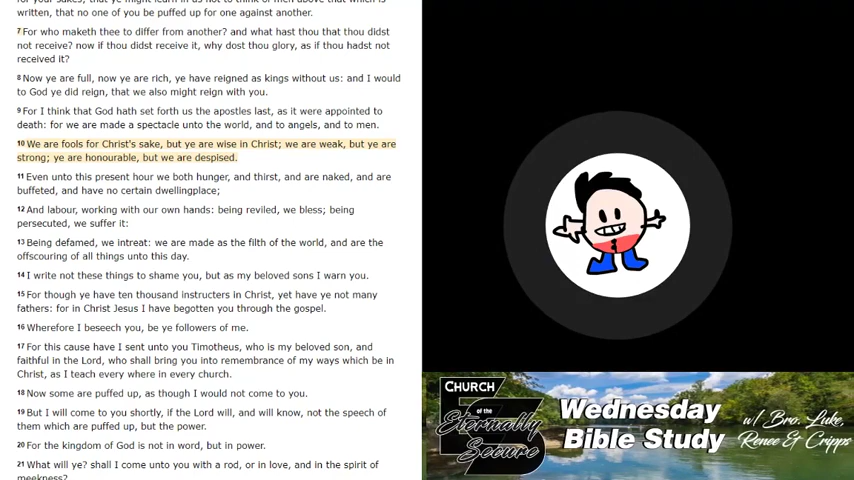 for your sakes; that ye might learn in us not to think of men above that which is
written, that no one of you be puffed up for one against another.
7 For who maketh thee to differ from another? and what hast thou that thou didst
not receive? now if thou didst receive it, why dost thou glory, as if thou hadst not
received it?
8 Now ye are full, now ye are rich, ye have reigned as kings without us: and I would
to God ye did reign, that we also might reign with you.
9 For I think that God hath set forth us the apostles last, as it were appointed to
death: for we are made a spectacle unto the world, and to angels, and to men.
10 We are fools for Christ's sake, but ye are wise in Christ; we are weak, but ye are
strong; ye are honourable, but we are despised.
11 Even unto this present hour we both hunger, and thirst, and are naked, and are
buffeted, and have no certain dwellingplace;
12 And labour, working with our own hands: being reviled, we bless; being
persecuted, we suffer it:
13 Being defamed, we intreat: we are made as the filth of the world, and are the
offscouring of all things unto this day.
14 I write not these things to shame you, but as my beloved sons I warn you.
15 For though ye have ten thousand instructers in Christ, yet have ye not many
fathers: for in Christ Jesus I have begotten you through the gospel.
16 Wherefore I beseech you, be ye followers of me.
17 For this cause have I sent unto you Timotheus, who is my beloved son, and
faithful in the Lord, who shall bring you into remembrance of my ways which be in
Christ, as I teach every where in every church.
18 Now some are puffed up, as though I would not come to you.
19 But I will come to you shortly, if the Lord will, and will know, not the speech of
them which are puffed up, but the power.
20 For the kingdom of God is not in word, but in power.
21 What will ye? shall I come unto you with a rod, or in love, and in the spirit of
meekness?
CHURCH
of the
Eternally
Secure
Wednesday
Bible Study
w/ Bro. Luke,
Renee & Cripps